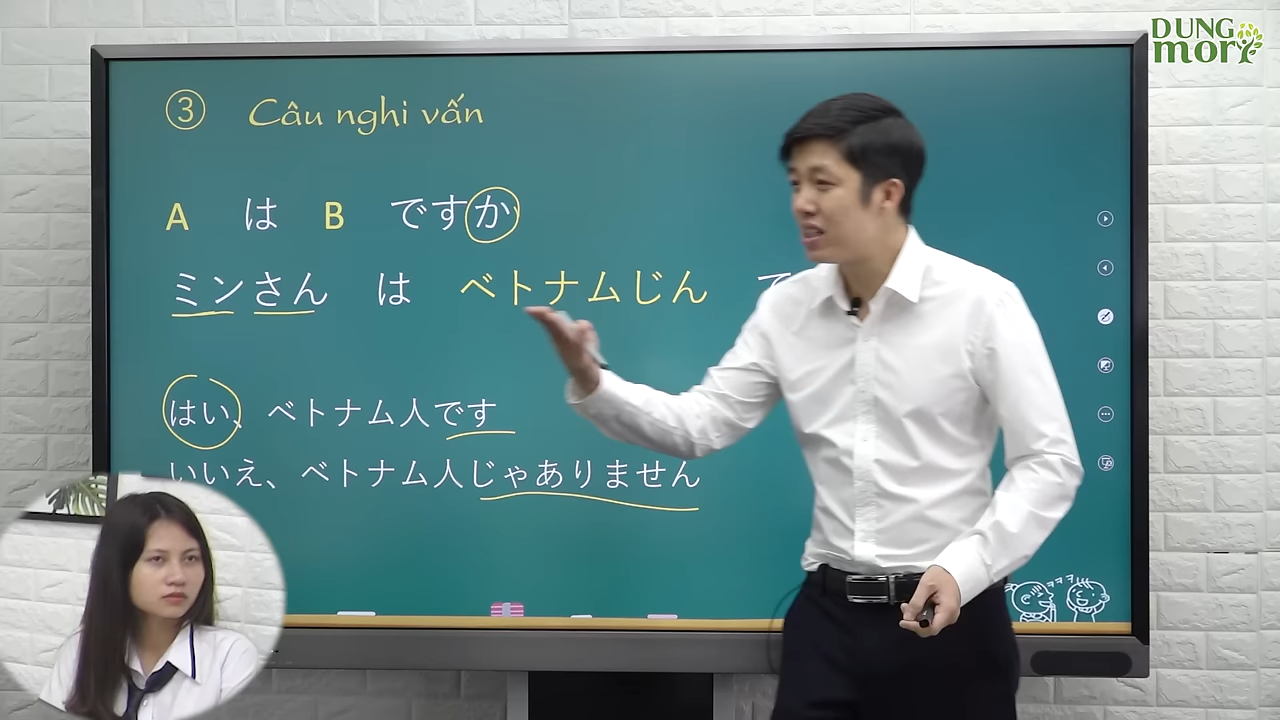 DUNG
mori
③ Câu nghi vấn
A は B ですか
ミンさん は ベトナムじん で
はい、ベトナム人です
いいえ、ベトナム人じゃありません